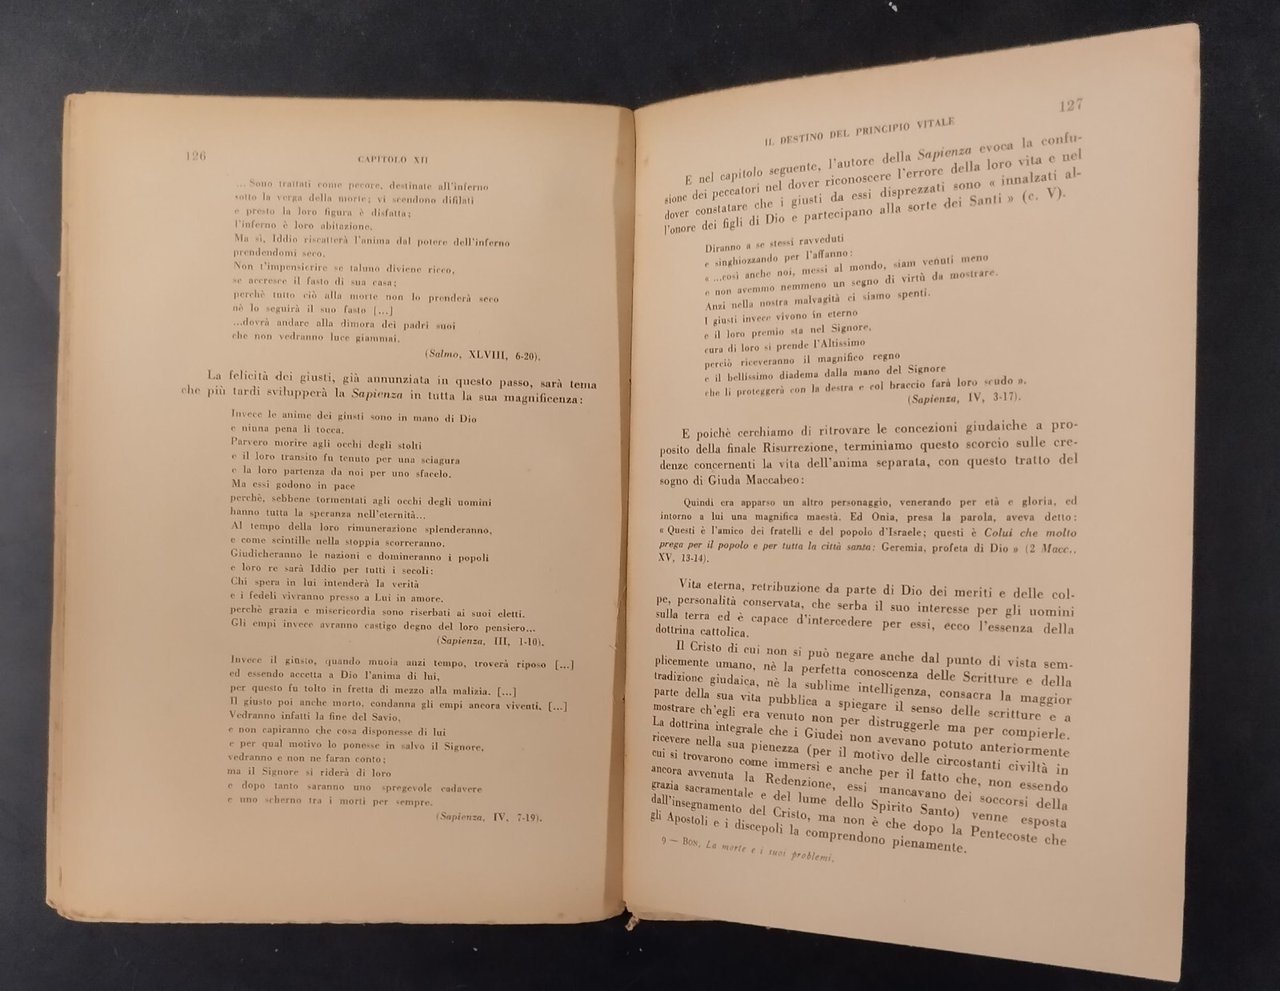 126
CAPITOLO XII
... Sono trattati come pecore, destinate all'inferno
sotto la verga della morte; vi scendono difilati
e presto la loro figura è disfatta;
l'inferno è loro abitazione.
Ma sì, Iddio riscatterà l'anima dal potere dell'inferno
prendendomi seco.
Non t'impensierire se taluno diviene ricco,
se accresce il fasto di sua casa;
perchè tutto ciò alla morte non lo prenderà seco
nè lo seguirà il suo fasto [...]
...dovrà andare alla dimora dei padri suoi
che non vedranno luce giammai.
(Salmo, XLVIII, 6-20).
La felicità dei giusti, già annunziata in questo passo, sarà tema
che più tardi svilupperà la Sapienza in tutta la sua magnificenza:
Invece le anime dei giusti sono in mano di Dio
e niuna pena li tocca.
Parvero morire agli occhi degli stolti
e il loro transito fu tenuto per una sciagura
e la loro partenza da noi per uno sfacelo.
Ma essi godono in pace
perchè, sebbene tormentati agli occhi degli uomini
hanno tutta la speranza nell'eternità...
Al tempo della loro rimunerazione splenderanno,
e come scintille nella stoppia scorreranno,
Giudicheranno le nazioni e domineranno i popoli
e loro re sarà Iddio per tutti i secoli:
Chi spera in lui intenderà la verità
e i fedeli vivranno presso a Lui in amore,
perchè grazia e misericordia sono riserbati ai suoi eletti.
Gli empi invece avranno castigo degno del loro pensiero...
(Sapienza, III, 1-10).
Invece il giusto, quando muoia anzi tempo, troverà riposo [...]
ed essendo accetta a Dio l'anima di lui,
per questo fu tolto in fretta di mezzo alla malizia. [...]
Il giusto poi anche morto, condanna gli empi ancora viventi, [...]
Vedranno infatti la fine del Savio,
e non capiranno che cosa disponesse di lui
e per qual motivo lo ponesse in salvo il Signore,
vedranno e non ne faran conto;
ma il Signore si riderà di loro
e dopo tanto saranno uno spregevole cadavere
e uno scherno tra i morti per sempre.
(Sapienza, IV, 7-19).
127
IL DESTINO DEL PRINCIPIO VITALE
E nel capitolo seguente, l'autore della Sapienza evoca la confu-
sione dei peccatori nel dover riconoscere l'errore della loro vita e nel
dover constatare che i giusti da essi disprezzati sono « innalzati al-
l'onore dei figli di Dio e partecipano alla sorte dei Santi » (c. V).
Diranno a se stessi ravveduti
e singhiozzando per l'affanno:
« ...così anche noi, messi al mondo, siam venuti meno
e non avemmo nemmeno un segno di virtù da mostrare.
Anzi nella nostra malvagità ci siamo spenti.
I giusti invece vivono in eterno
e il loro premio sta nel Signore,
cura di loro si prende l'Altissimo
perciò riceveranno il magnifico regno
e il bellissimo diadema dalla mano del Signore
che li proteggerà con la destra e col braccio farà loro scudo ».
(Sapienza, IV, 3-17).
E poichè cerchiamo di ritrovare le concezioni giudaiche a pro-
posito della finale Risurrezione, terminiamo questo scorcio sulle cre-
denze concernenti la vita dell'anima separata, con questo tratto del
sogno di Giuda Maccabeo:
Quindi era apparso un altro personaggio, venerando per età e gloria, ed
intorno a lui una magnifica maestà. Ed Onia, presa la parola, aveva detto:
« Questi è l'amico dei fratelli e del popolo d'Israele; questi è Colui che molto
prega per il popolo e per tutta la città santa: Geremia, profeta di Dio » (2 Macc.,
XV, 13-14).
Vita eterna, retribuzione da parte di Dio dei meriti e delle col-
pe, personalità conservata, che serba il suo interesse per gli uomini
sulla terra ed è capace d'intercedere per essi, ecco l'essenza della
dottrina cattolica.
Il Cristo di cui non si può negare anche dal punto di vista sem-
plicemente umano, nè la perfetta conoscenza delle Scritture e della
tradizione giudaica, nè la sublime intelligenza, consacra la maggior
parte della sua vita pubblica a spiegare il senso delle scritture e a
mostrare ch'egli era venuto non per distruggerle ma per compierle.
La dottrina integrale che i Giudei non avevano potuto anteriormente
ricevere nella sua pienezza (per il motivo delle circostanti civiltà in
cui si trovarono come immersi e anche per il fatto che, non essendo
ancora avvenuta la Redenzione, essi mancavano dei soccorsi della
grazia sacramentale e del lume dello Spirito Santo) venne esposta
dall'insegnamento del Cristo, ma non è che dopo la Pentecoste che
gli Apostoli e i discepoli la comprendono pienamente.
9 — BON, La morte e i suoi problemi.